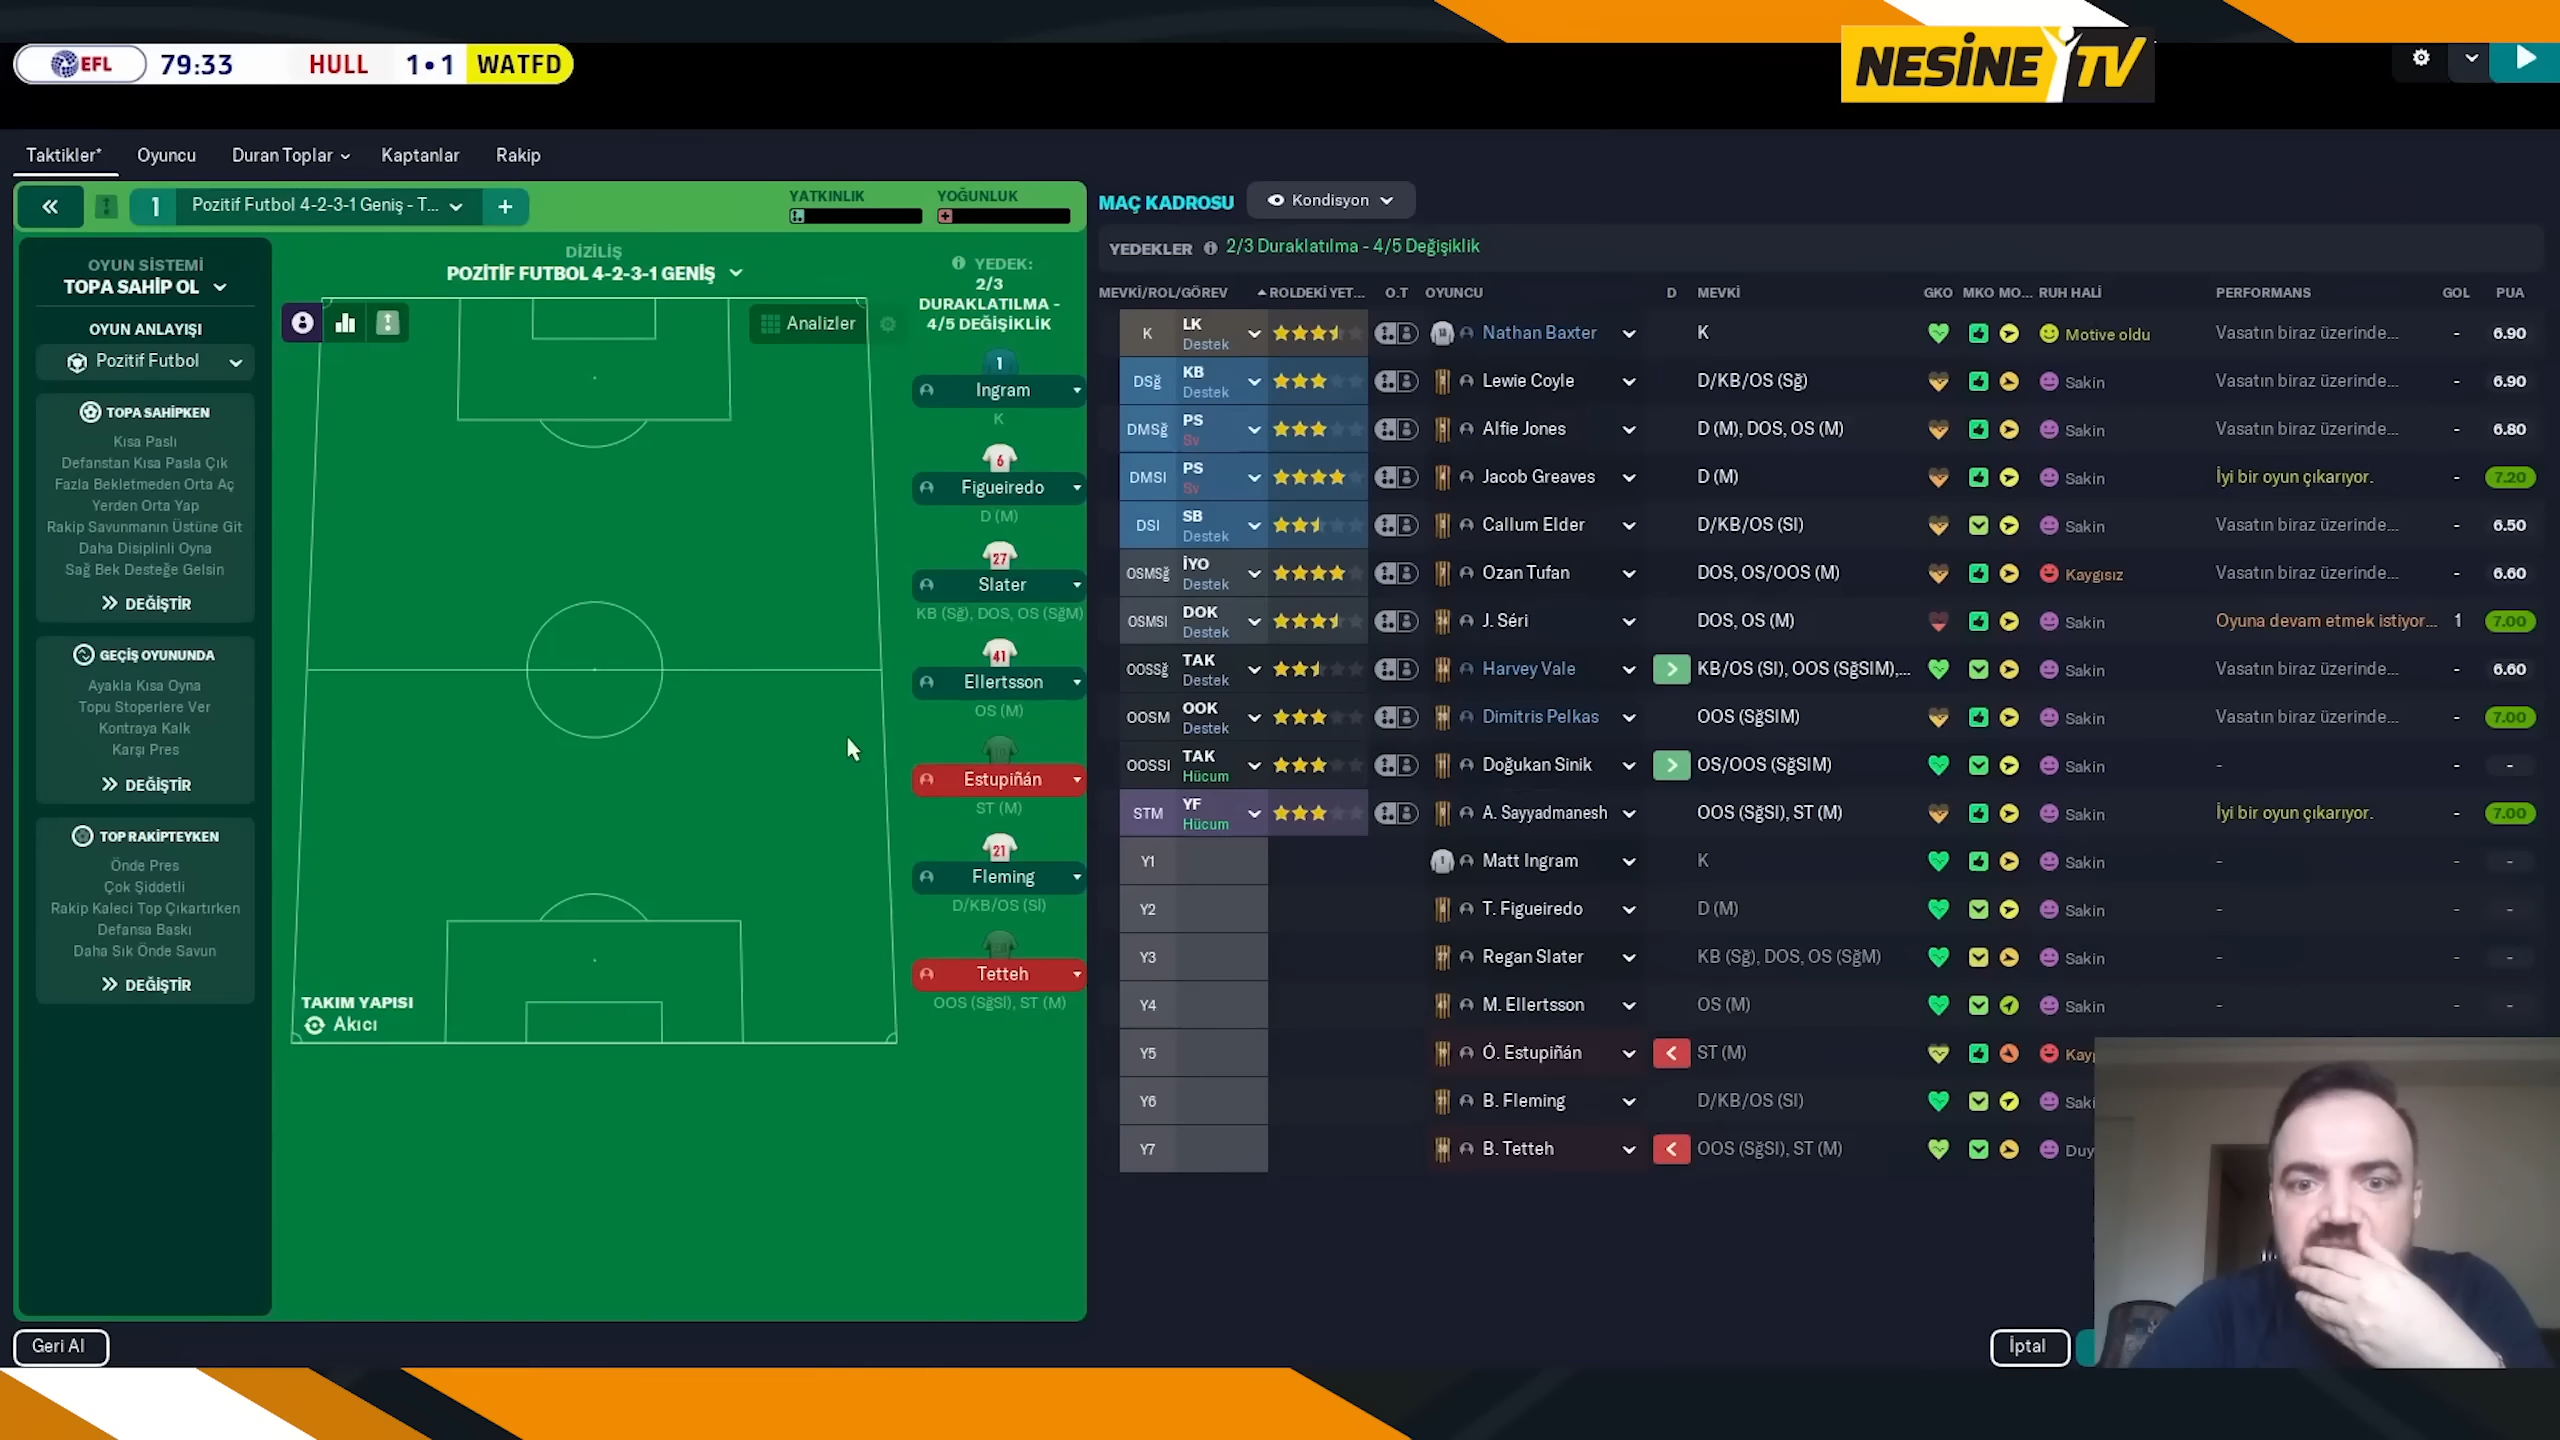 EFL 79:33 HULL 1•1 WATFD
NESİNE TV
Taktikler* Oyuncu Duran Toplar Kaptanlar Rakip
1 Pozitif Futbol 4-2-3-1 Geniş - T... +
YATKINLIK YOĞUNLUK
OYUN SİSTEMİ
TOPA SAHİP OL
OYUN ANLAYIŞI
Pozitif Futbol
TOPA SAHİPKEN
Kısa Paslı
Defanstan Kısa Pasla Çık
Fazla Bekletmeden Orta Aç
Yerden Orta Yap
Rakip Savunmanın Üstüne Git
Daha Disiplinli Oyna
Sağ Bek Desteğe Gelsin
DEĞİŞTİR
GEÇİŞ OYUNUNDA
Ayakla Kısa Oyna
Topu Stoperlere Ver
Kontraya Kalk
Karşı Pres
DEĞİŞTİR
TOP RAKİPTEYKEN
Önde Pres
Çok Şiddetli
Rakip Kaleci Top Çıkartırken
Defansa Baskı
Daha Sık Önde Savun
DEĞİŞTİR
DİZİLİŞ
POZİTİF FUTBOL 4-2-3-1 GENİŞ
Analizler
TAKIM YAPISI
Akıcı
YEDEK:
2/3
DURAKLATILMA -
4/5 DEĞİŞİKLİK
1
Ingram
K
6
Figueiredo
D (M)
27
Slater
KB (Sğ), DOS, OS (SğM)
41
Ellertsson
OS (M)
Estupiñán
ST (M)
21
Fleming
D/KB/OS (Sl)
Tetteh
OOS (SğSl), ST (M)
MAÇ KADROSU Kondisyon
YEDEKLER 2/3 Duraklatılma - 4/5 Değişiklik
MEVKİ/ROL/GÖREV ROLDEKİ YET... O.T OYUNCU D MEVKİ GKO MKO MO... RUH HALİ PERFORMANS GOL PUA
K LK Destek Nathan Baxter K Motive oldu Vasatın biraz üzerinde... - 6.90
DSğ KB Destek Lewie Coyle D/KB/OS (Sğ) Sakin Vasatın biraz üzerinde... - 6.90
DMSğ PS Sv Alfie Jones D (M), DOS, OS (M) Sakin Vasatın biraz üzerinde... - 6.80
DMSl PS Sv Jacob Greaves D (M) Sakin İyi bir oyun çıkarıyor. - 7.20
DSl SB Destek Callum Elder D/KB/OS (Sl) Sakin Vasatın biraz üzerinde... - 6.50
OSMSğ İYO Destek Ozan Tufan DOS, OS/OOS (M) Kaygısız Vasatın biraz üzerinde... - 6.60
OSMSl DOK Destek J. Séri DOS, OS (M) Sakin Oyuna devam etmek istiyor... 1 7.00
OOSSğ TAK Destek Harvey Vale KB/OS (Sl), OOS (SğSlM),... Sakin Vasatın biraz üzerinde... - 6.60
OOSM OOK Destek Dimitris Pelkas OOS (SğSlM) Sakin Vasatın biraz üzerinde... - 7.00
OOSSl TAK Hücum Doğukan Sinik OS/OOS (SğSlM) Sakin - - -
STM YF Hücum A. Sayyadmanesh OOS (SğSl), ST (M) Sakin İyi bir oyun çıkarıyor. - 7.00
Y1 Matt Ingram K Sakin - - -
Y2 T. Figueiredo D (M) Sakin - - -
Y3 Regan Slater KB (Sğ), DOS, OS (SğM) Sakin - - -
Y4 M. Ellertsson OS (M) Sakin - - -
Y5 Ó. Estupiñán ST (M)
Y6 B. Fleming D/KB/OS (Sl) Saki
Y7 B. Tetteh OOS (SğSl), ST (M) Duy
Geri Al İptal